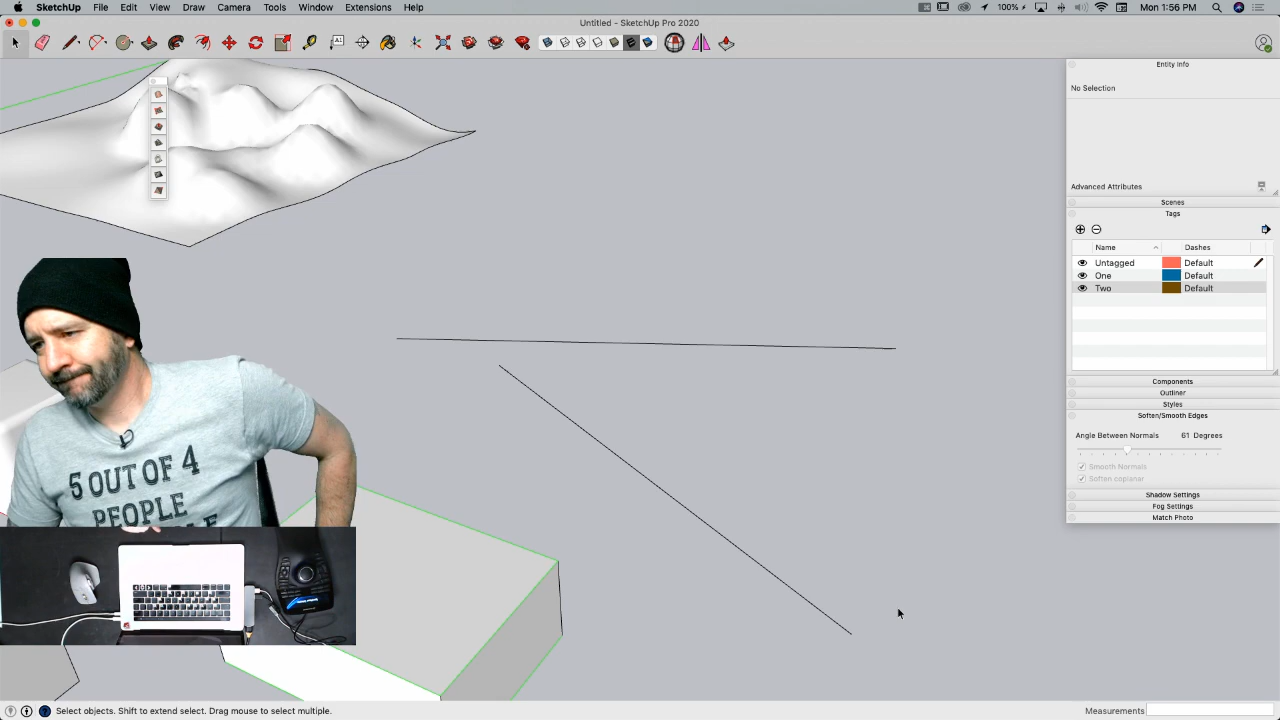 SketchUp File Edit View Draw Camera Tools Window Extensions Help 100% Mon 1:56 PM
Untitled - SketchUp Pro 2020
Entity Info
No Selection
Advanced Attributes
Scenes
Tags
Name Dashes
Untagged Default
One Default
Two Default
Components
Outliner
Styles
Soften/Smooth Edges
Angle Between Normals 61 Degrees
Smooth Normals
Soften coplanar
Shadow Settings
Fog Settings
Match Photo
5 OUT OF 4
PEOPLE
Select objects. Shift to extend select. Drag mouse to select multiple.
Measurements